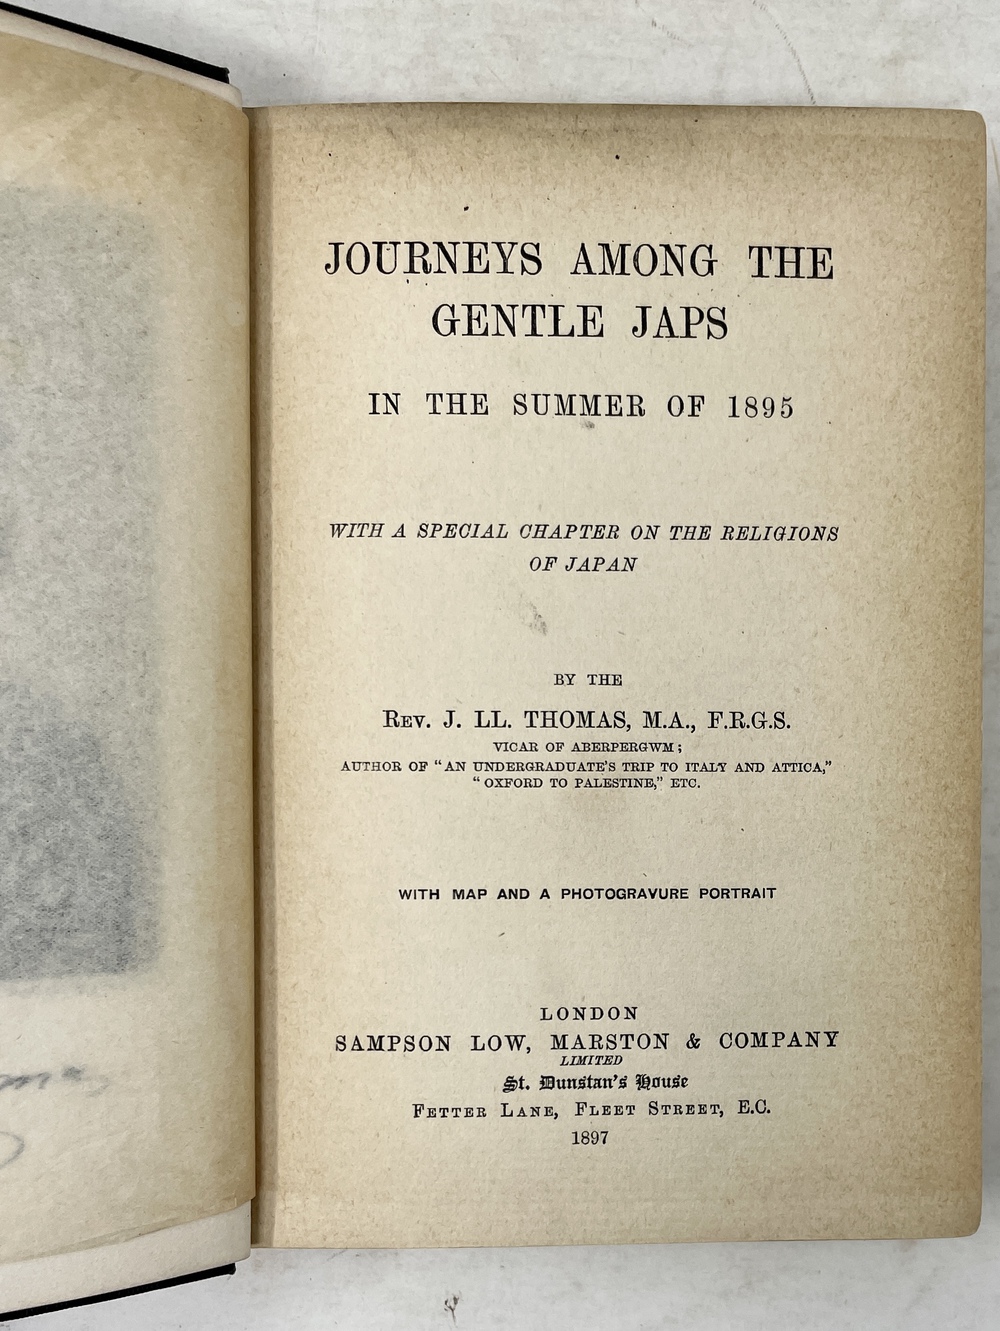 JOURNEYS AMONG THE
GENTLE JAPS
IN THE SUMMER OF 1895
WITH A SPECIAL CHAPTER ON THE RELIGIONS
OF JAPAN
BY THE
REV. J. LL. THOMAS, M.A., F.R.G.S.
VICAR OF ABERPERGWM;
AUTHOR OF "AN UNDERGRADUATE'S TRIP TO ITALY AND ATTICA,"
"OXFORD TO PALESTINE," ETC.
WITH MAP AND A PHOTOGRAVURE PORTRAIT
LONDON
SAMPSON LOW, MARSTON & COMPANY
LIMITED
St. Dunstan's House
FETTER LANE, FLEET STREET, E.C.
1897